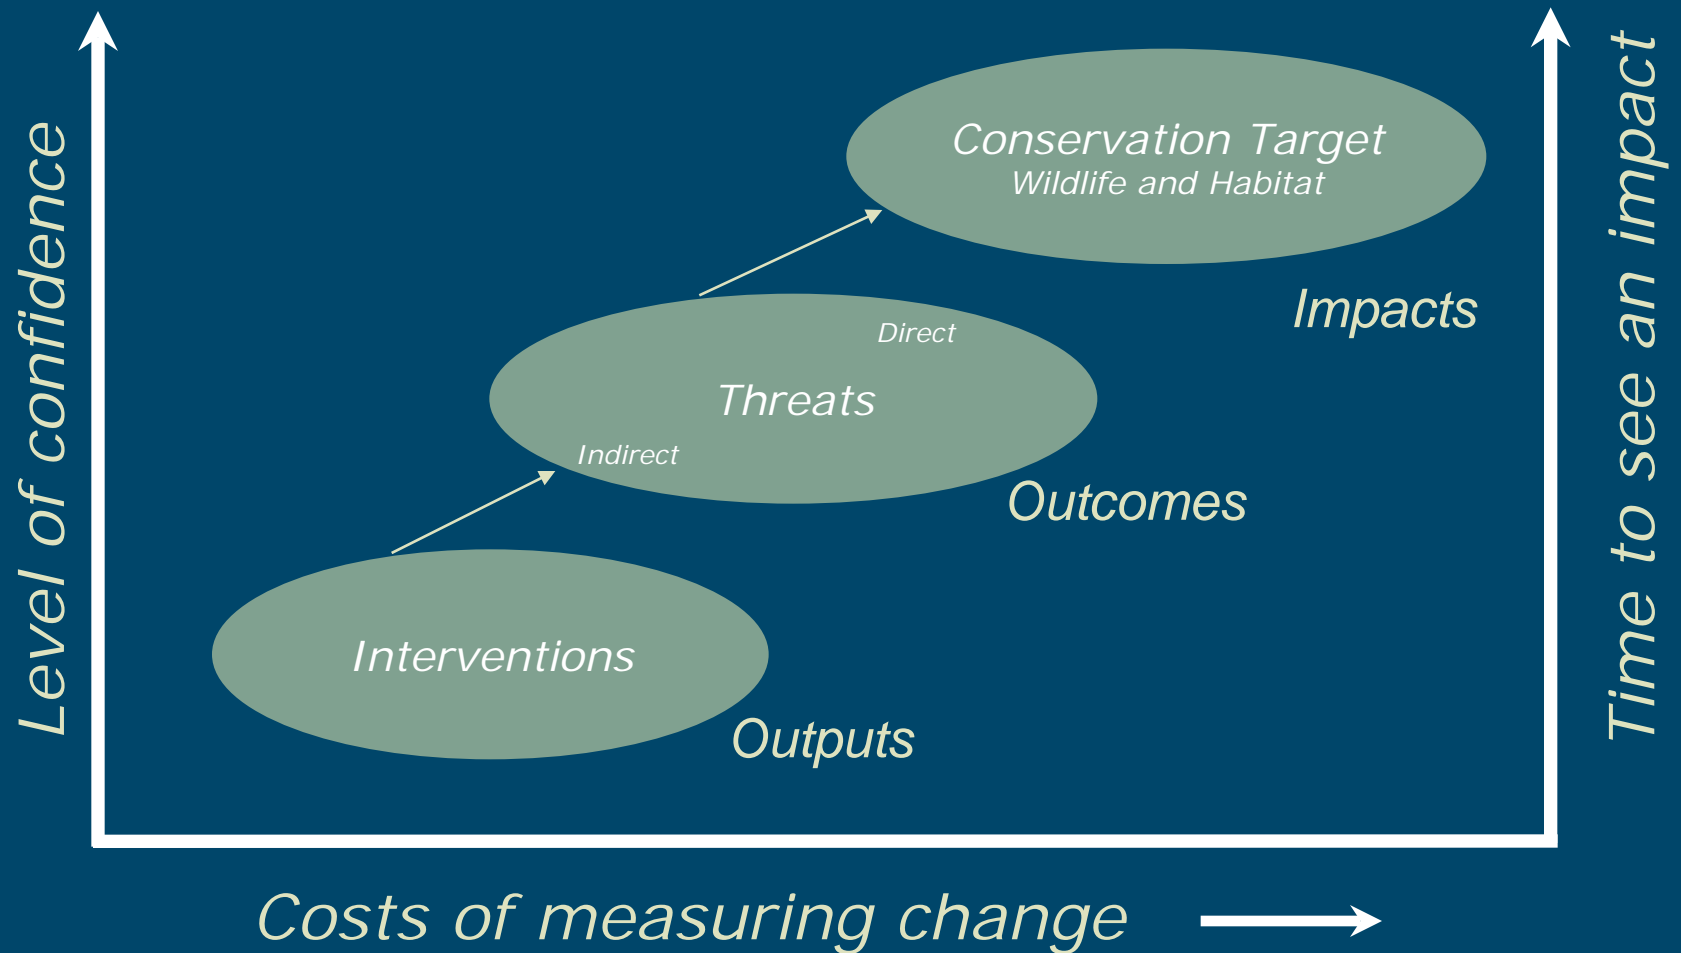 Level of confidence
Time to see an impact
Conservation Target
Wildlife and Habitat
Impacts
Direct
Threats
Indirect
Outcomes
Interventions
Outputs
Costs of measuring change